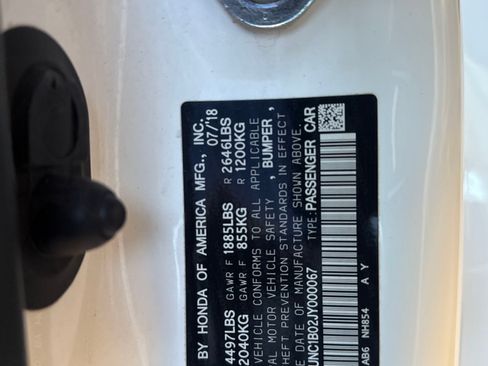 BY HONDA OF AMERICA MFG., INC.
07/'18
4497LBS GAWR F 1885LBS R 2646LBS
2040KG GAWR F 855KG R 1200KG
VEHICLE CONFORMS TO ALL APPLICABLE
AL MOTOR VEHICLE SAFETY , BUMPER ,
HEFT PREVENTION STANDARDS IN EFFECT
DATE OF MANUFACTURE SHOWN ABOVE.
UNC1B02JY000067 TYPE:PASSENGER CAR
AB6 NH854 A Y